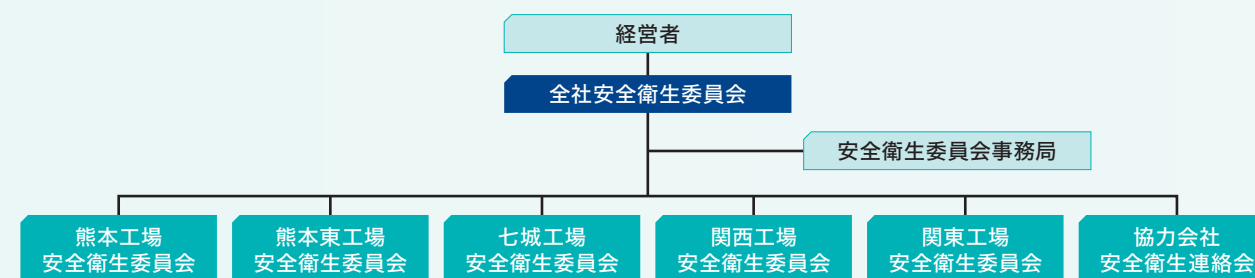 経営者
全社安全衛生委員会
安全衛生委員会事務局
熊本工場
安全衛生委員会
熊本東工場
安全衛生委員会
七城工場
安全衛生委員会
関西工場
安全衛生委員会
関東工場
安全衛生委員会
協力会社
安全衛生連絡会